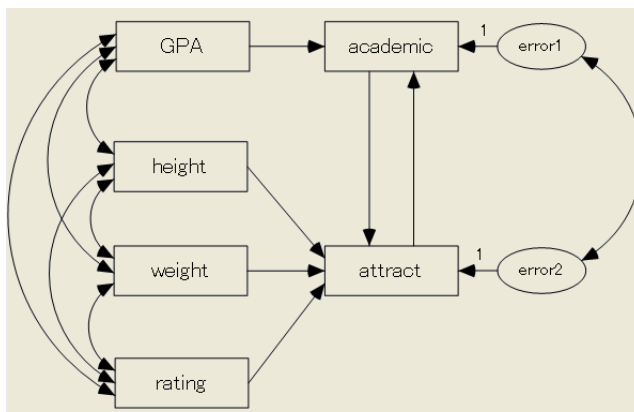 GPA
academic
1
error1
height
weight
attract
1
error2
rating